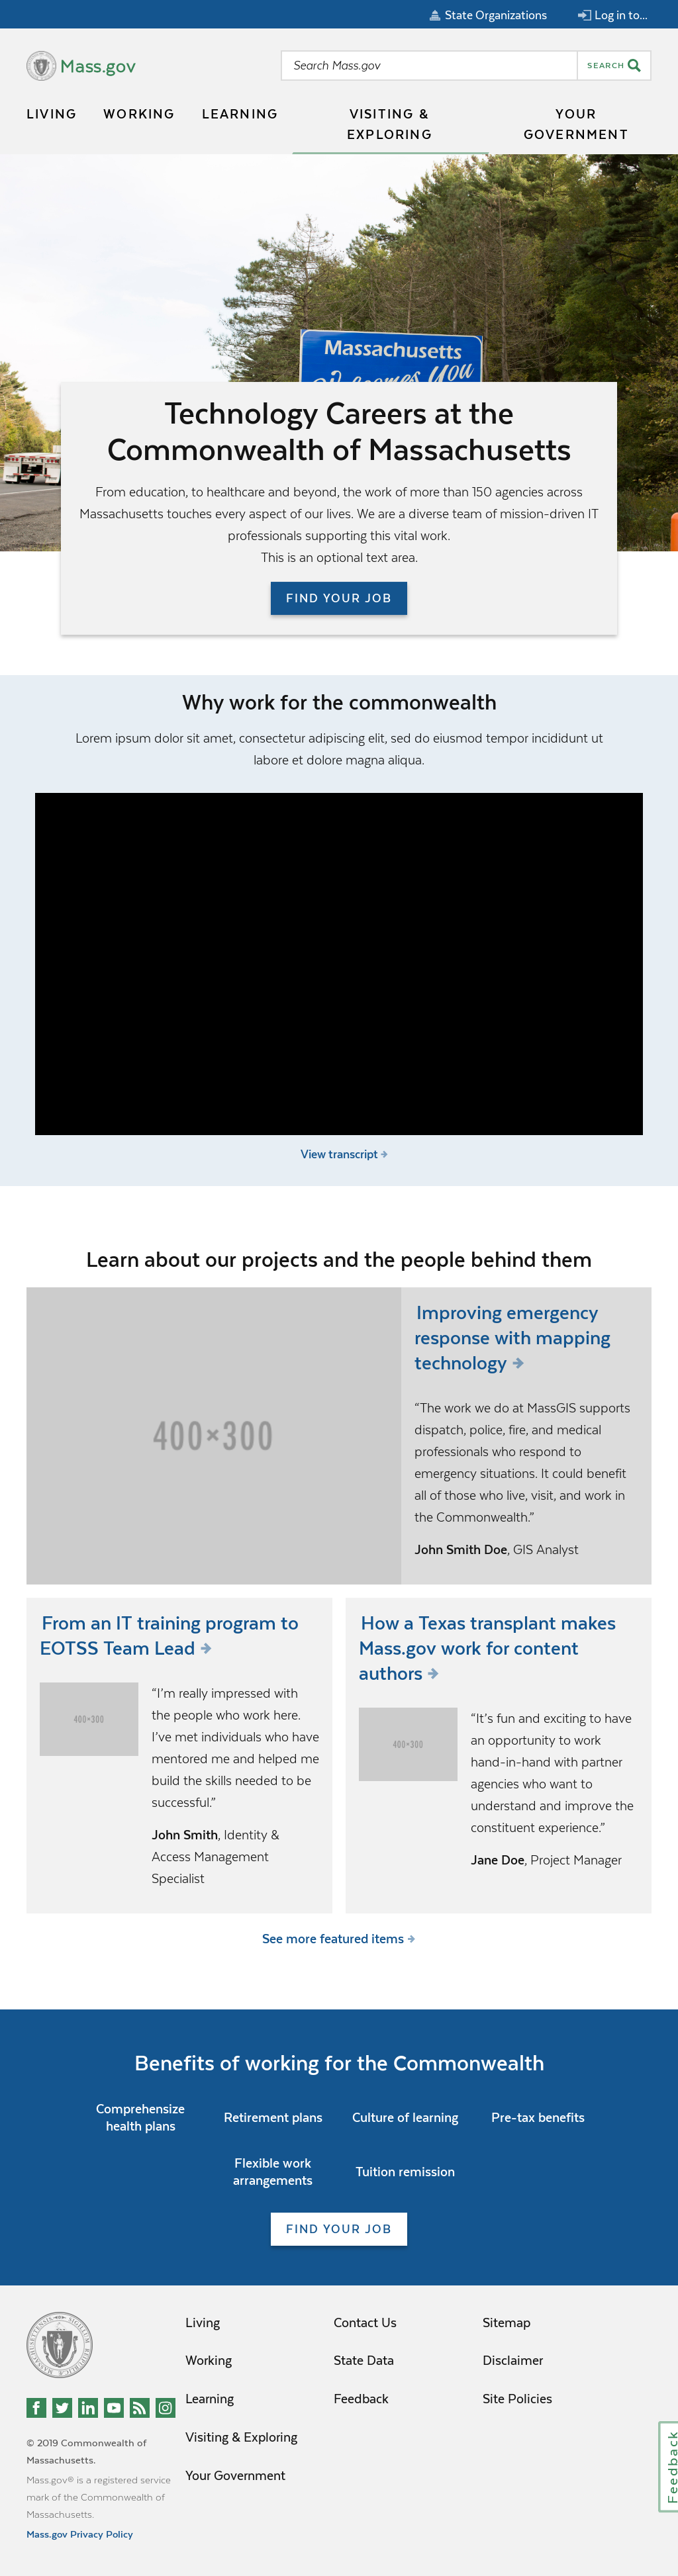 State Organizations
Log in to...
Mass.gov
Search Mass.gov
SEARCH
LIVING
WORKING
LEARNING
VISITING &
EXPLORING
YOUR
GOVERNMENT
Massachusetts
Welcomes You
Technology Careers at the
Commonwealth of Massachusetts
From education, to healthcare and beyond, the work of more than 150 agencies across
Massachusetts touches every aspect of our lives. We are a diverse team of mission-driven IT
professionals supporting this vital work.
This is an optional text area.
FIND YOUR JOB
Why work for the commonwealth
Lorem ipsum dolor sit amet, consectetur adipiscing elit, sed do eiusmod tempor incididunt ut
labore et dolore magna aliqua.
View transcript
Learn about our projects and the people behind them
400×300
Improving emergency
response with mapping
technology
“The work we do at MassGIS supports
dispatch, police, fire, and medical
professionals who respond to
emergency situations. It could benefit
all of those who live, visit, and work in
the Commonwealth.”
John Smith Doe, GIS Analyst
From an IT training program to
EOTSS Team Lead
400×300
“I’m really impressed with
the people who work here.
I’ve met individuals who have
mentored me and helped me
build the skills needed to be
successful.”
John Smith, Identity &
Access Management
Specialist
How a Texas transplant makes
Mass.gov work for content
authors
400×300
“It’s fun and exciting to have
an opportunity to work
hand-in-hand with partner
agencies who want to
understand and improve the
constituent experience.”
Jane Doe, Project Manager
See more featured items
Benefits of working for the Commonwealth
Comprehensize
health plans
Retirement plans
Culture of learning
Pre-tax benefits
Flexible work
arrangements
Tuition remission
FIND YOUR JOB
Living
Working
Learning
Visiting & Exploring
Your Government
Contact Us
State Data
Feedback
Sitemap
Disclaimer
Site Policies
© 2019 Commonwealth of
Massachusetts.
Mass.gov® is a registered service
mark of the Commonwealth of
Massachusetts.
Mass.gov Privacy Policy
Feedback